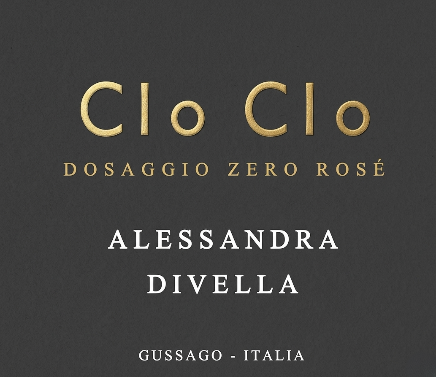 Clo Clo
DOSAGGIO ZERO ROSÉ
ALESSANDRA
DIVELLA
GUSSAGO - ITALIA